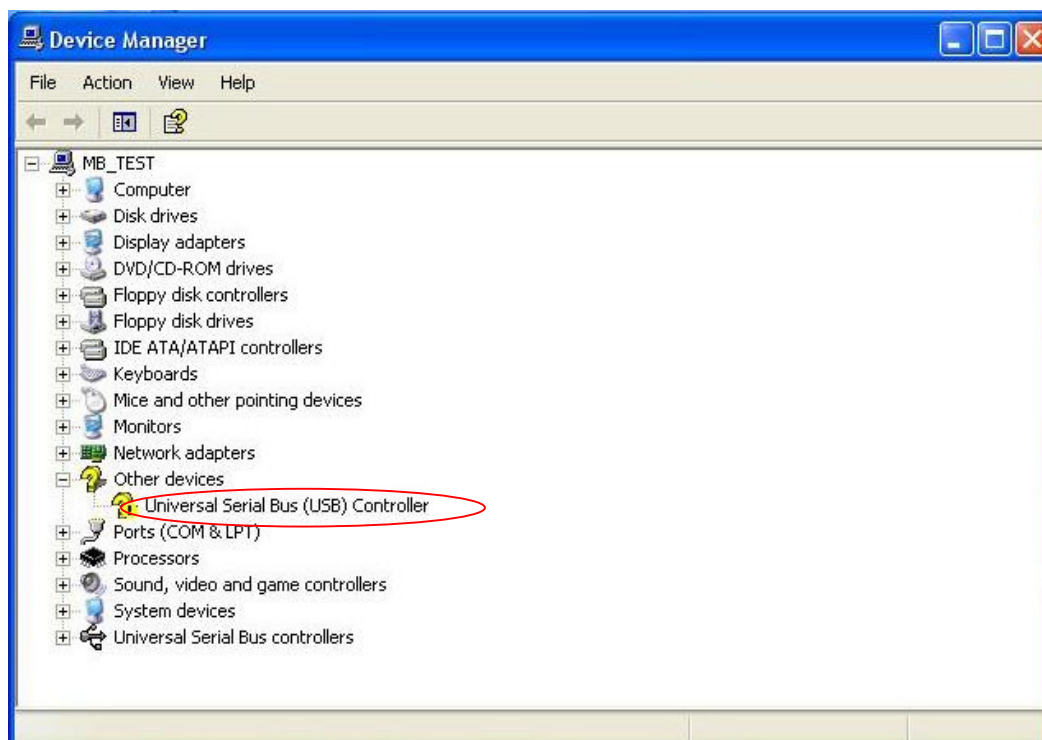 Device Manager
File Action View Help
MB_TEST
Computer
Disk drives
Display adapters
DVD/CD-ROM drives
Floppy disk controllers
Floppy disk drives
IDE ATA/ATAPI controllers
Keyboards
Mice and other pointing devices
Monitors
Network adapters
Other devices
Universal Serial Bus (USB) Controller
Ports (COM & LPT)
Processors
Sound, video and game controllers
System devices
Universal Serial Bus controllers